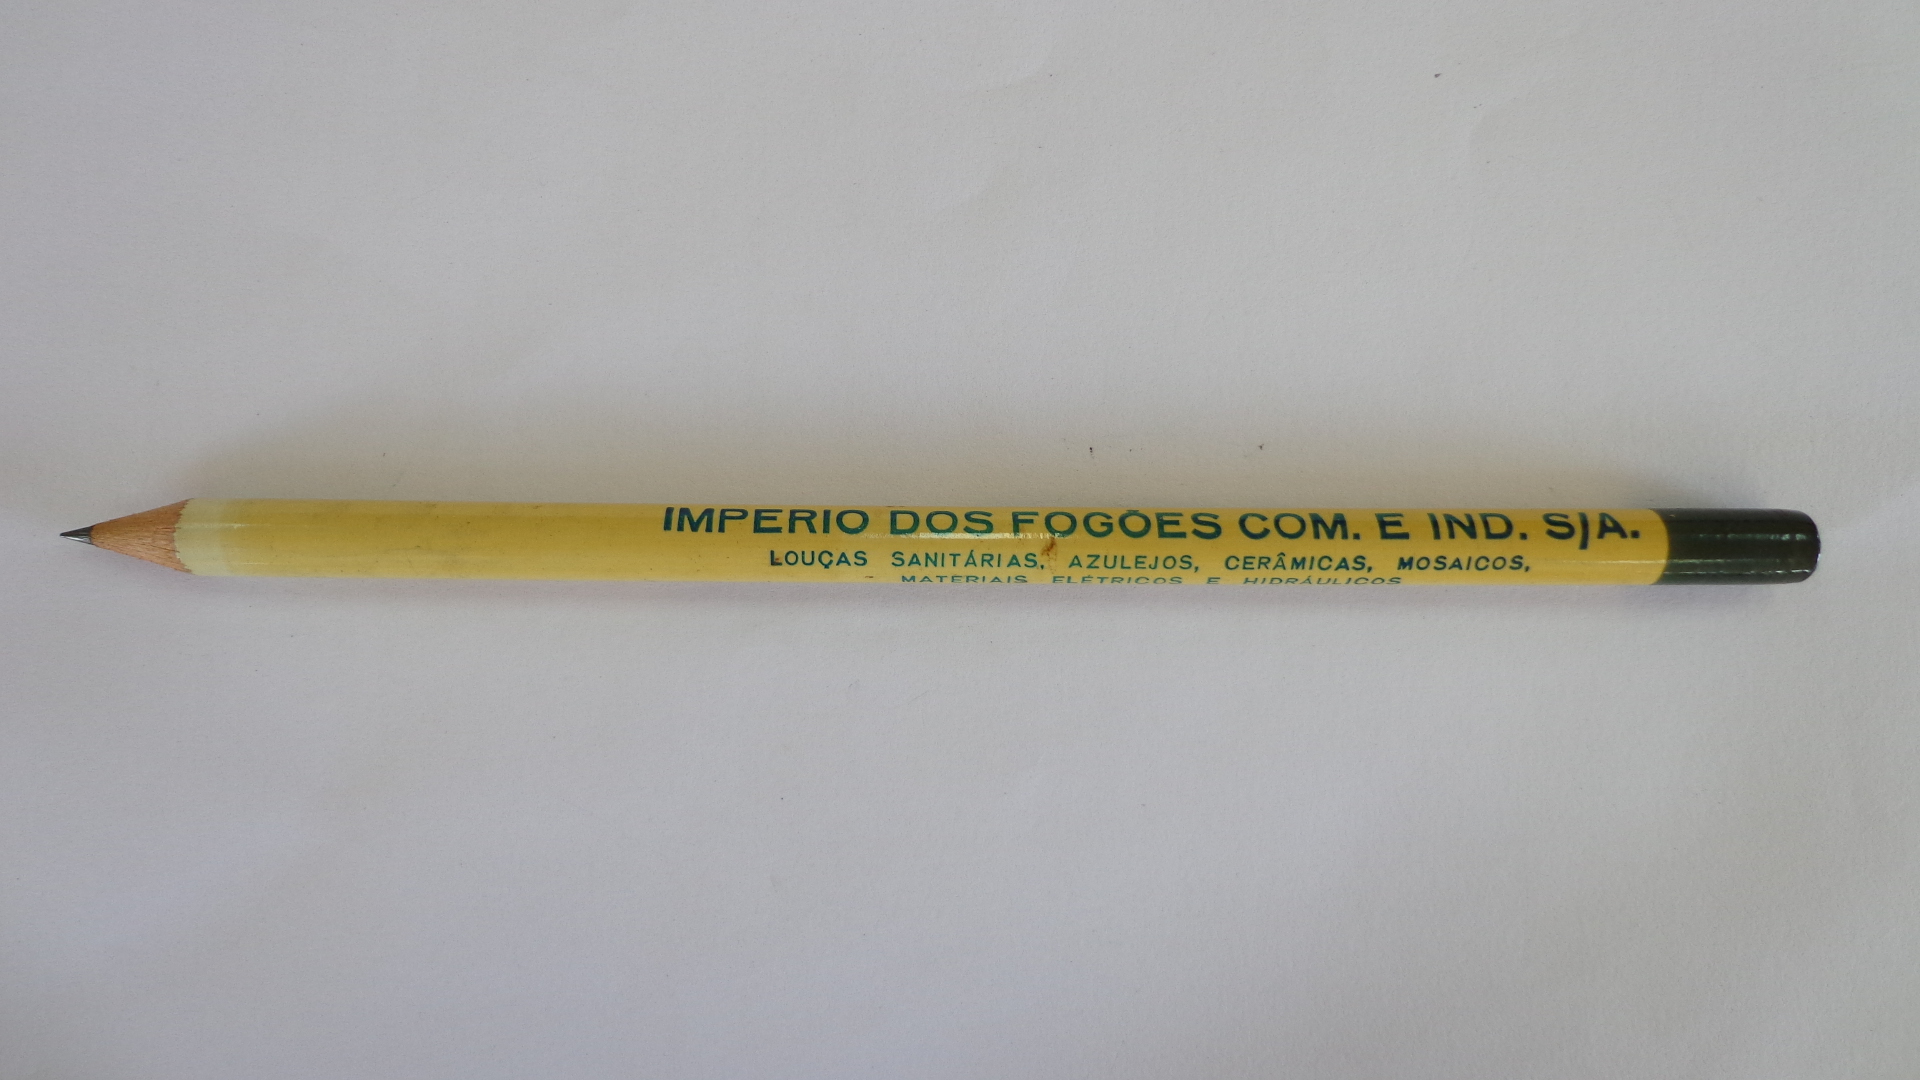 IMPERIO DOS FOGÕES COM. E IND. S/A.
LOUÇAS SANITÁRIAS, AZULEJOS, CERÂMICAS, MOSAICOS,
MATERIAIS ELÉTRICOS E HIDRÁULICOS